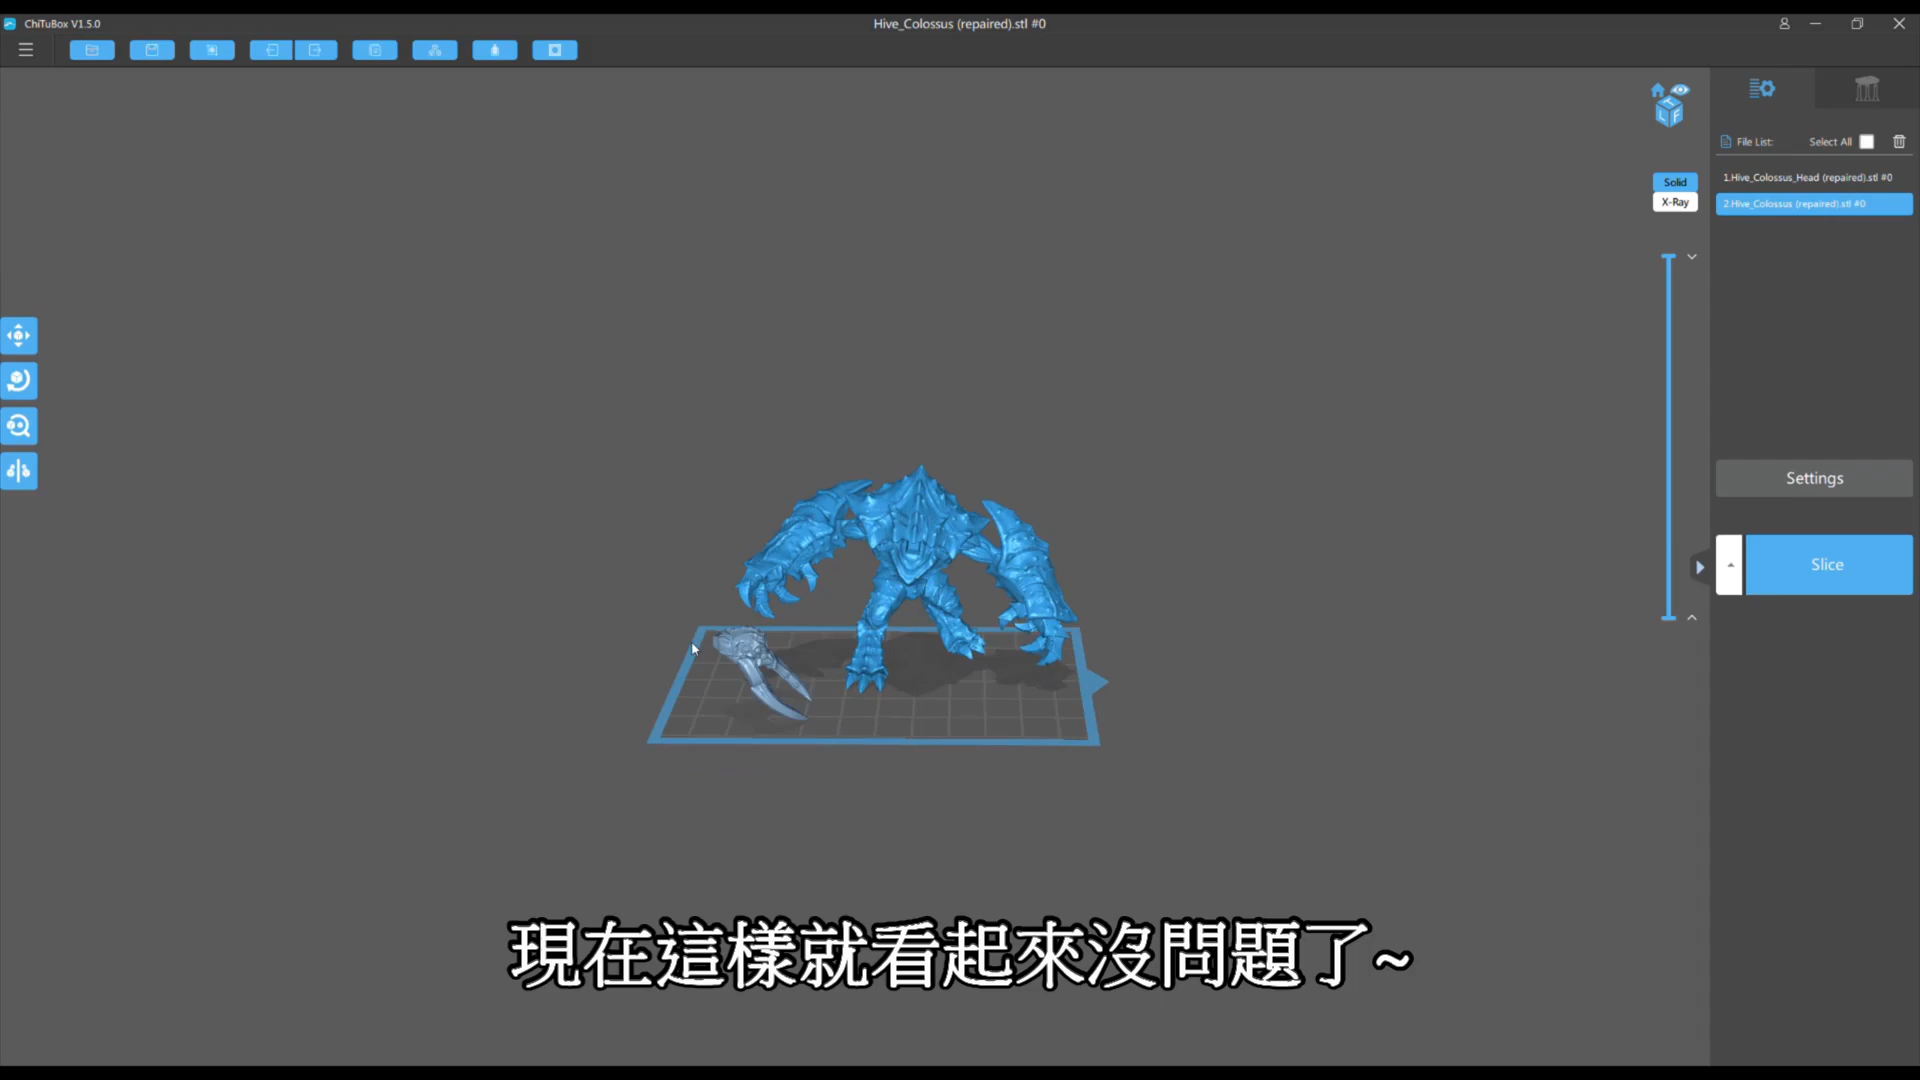 ChiTuBox V1.5.0
Hive_Colossus (repaired).stl #0
T
L F
File List:
Select All
1.Hive_Colossus_Head (repaired).stl #0
Solid
2.Hive_Colossus (repaired).stl #0
X-Ray
Settings
Slice
現在這樣就看起來沒問題了~